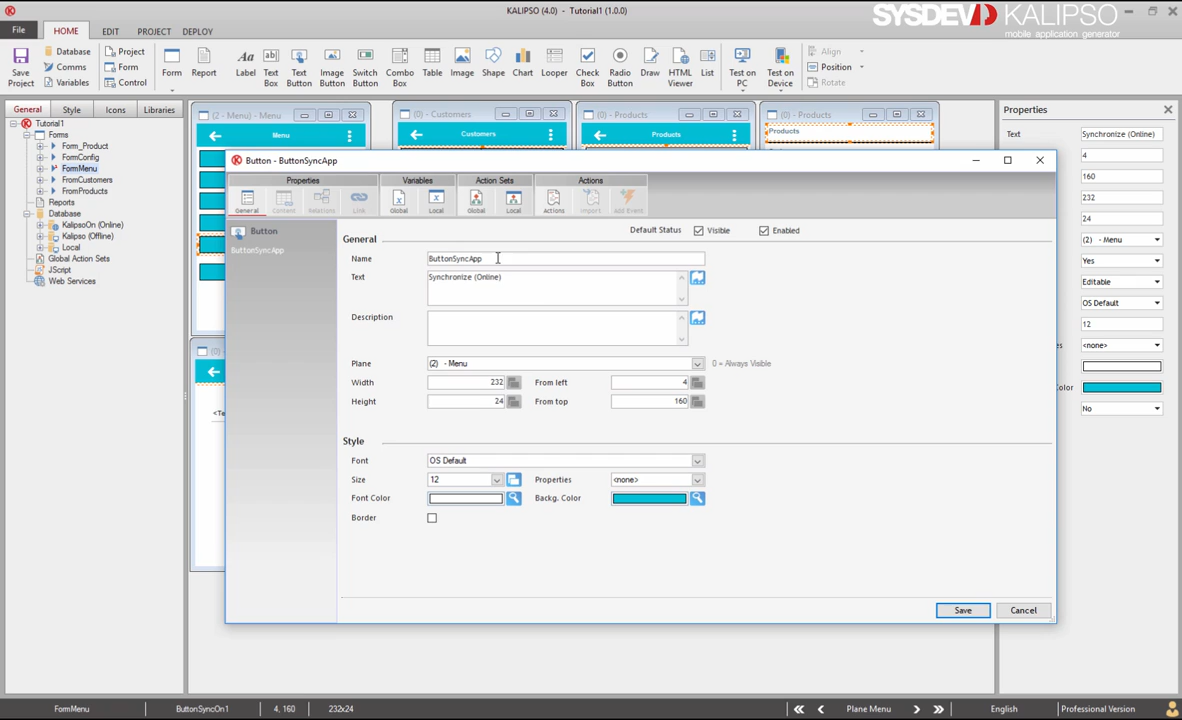 KALIPSO (4.0) - Tutorial1 (1.0.0)
SYSDEV KALIPSO
mobile application generator
File HOME EDIT PROJECT DEPLOY
Save Project
Database
Comms
Variables
Project
Form
Control
Form
Report
Label
Text Box
Text Button
Image Button
Switch Button
Combo Box
Table
Image
Shape
Chart
Looper
Check Box
Radio Button
Draw
HTML Viewer
List
Test on PC
Test on Device
Align
Position
Rotate
General Style Icons Libraries
Tutorial1
Forms
Form_Product
FormConfig
FormMenu
FromCustomers
FormProducts
Reports
Database
KalipsoOn (Online)
Kalipso (Offline)
Local
Global Action Sets
JScript
Web Services
(2 - Menu) - Menu
Menu
(0) - Customers
Customers
(0) - Products
Products
(0) - Products
Products
(0)
<Te
Button - ButtonSyncApp
Properties Variables Action Sets Actions
General Content Relations Link Global Local Global Local Actions Import Add Event
Button
ButtonSyncApp
Default Status Visible Enabled
General
Name ButtonSyncApp
Text Synchronize (Online)
Description
Plane (2) - Menu 0 = Always Visible
Width 232 From left 4
Height 24 From top 160
Style
Font OS Default
Size 12 Properties <none>
Font Color Backg. Color
Border
Save Cancel
Properties
Text Synchronize (Online)
4
160
232
24
(2) - Menu
Yes
Editable
OS Default
12
es <none>
Color
No
FormMenu ButtonSyncOn1 4, 160 232x24 Plane Menu English Professional Version